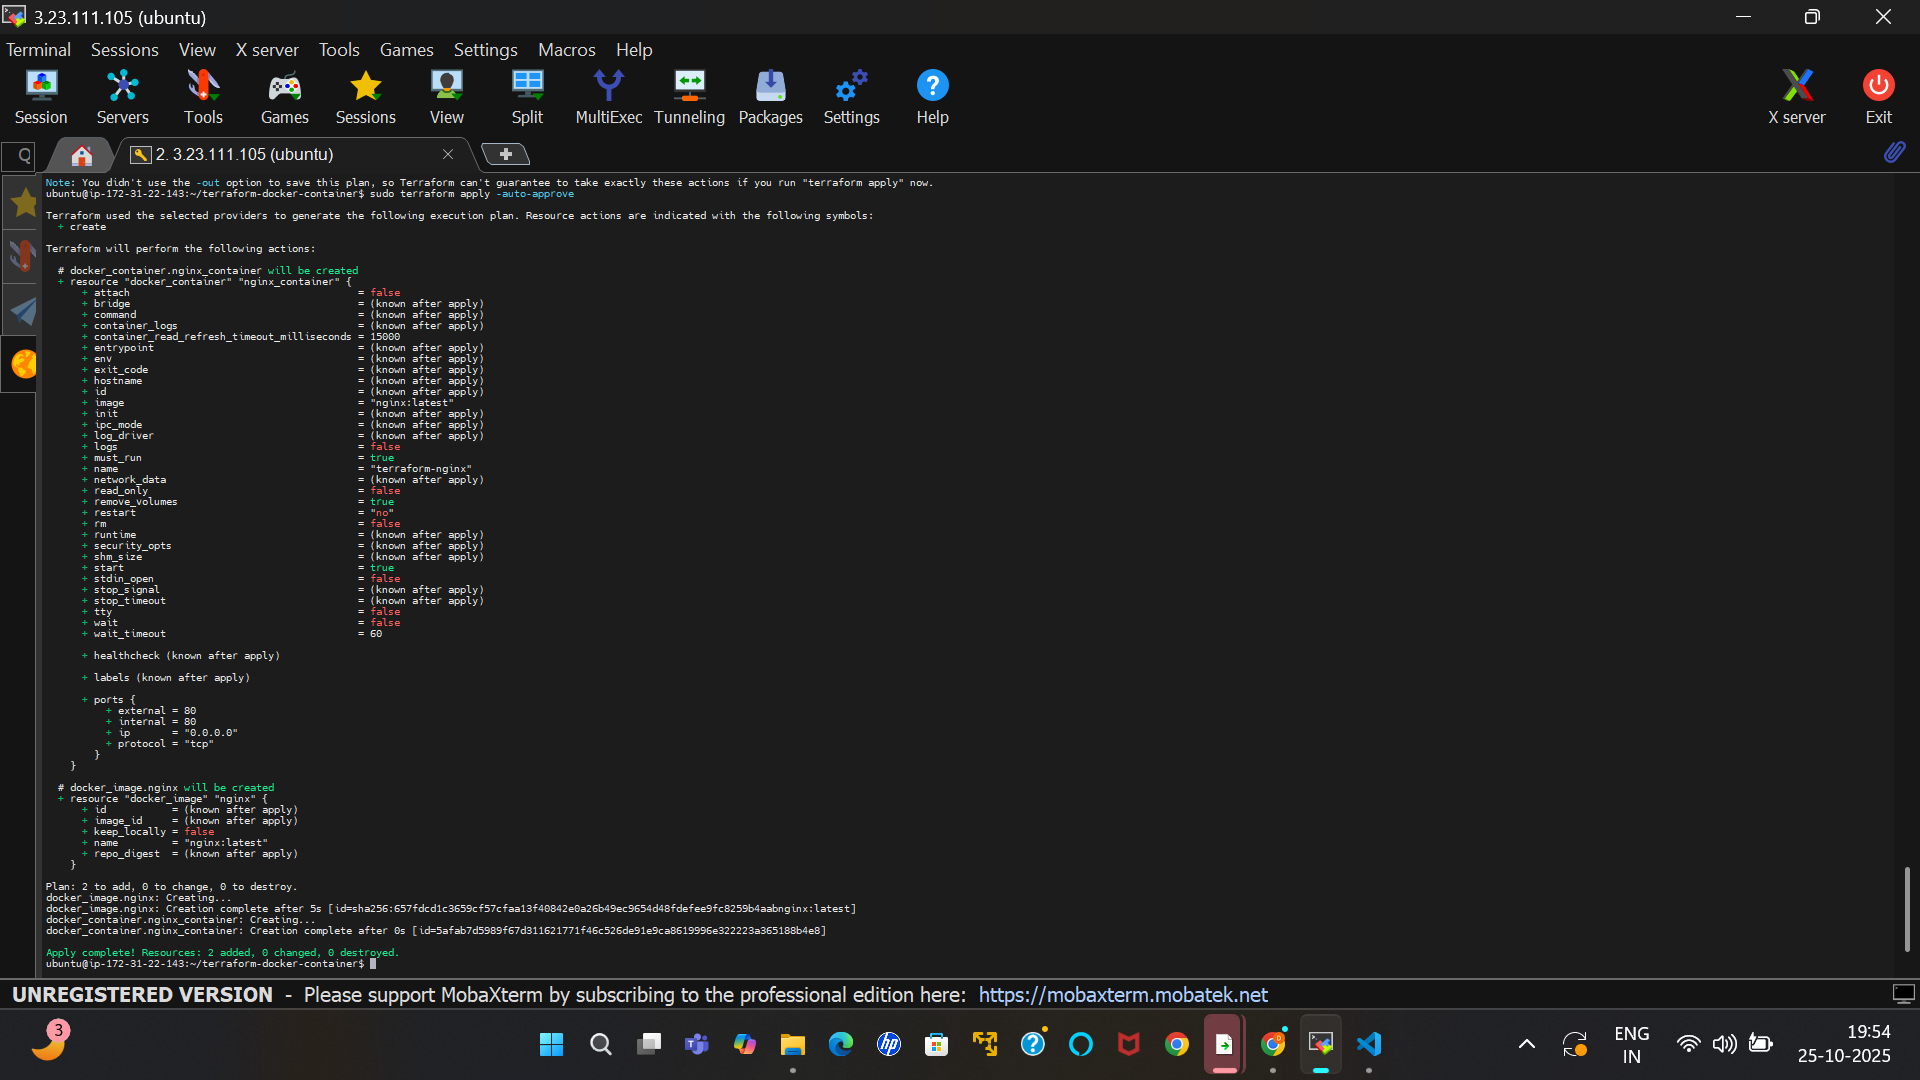 3.23.111.105 (ubuntu)
Terminal Sessions View X server Tools Games Settings Macros Help
Session Servers Tools Games Sessions View Split MultiExec Tunneling Packages Settings Help X server Exit
2. 3.23.111.105 (ubuntu)
Note: You didn't use the -out option to save this plan, so Terraform can't guarantee to take exactly these actions if you run "terraform apply" now.
ubuntu@ip-172-31-22-143:~/terraform-docker-container$ sudo terraform apply -auto-approve
Terraform used the selected providers to generate the following execution plan. Resource actions are indicated with the following symbols:
+ create
Terraform will perform the following actions:
# docker_container.nginx_container will be created
+ resource "docker_container" "nginx_container" {
+ attach = false
+ bridge = (known after apply)
+ command = (known after apply)
+ container_logs = (known after apply)
+ container_read_refresh_timeout_milliseconds = 15000
+ entrypoint = (known after apply)
+ env = (known after apply)
+ exit_code = (known after apply)
+ hostname = (known after apply)
+ id = (known after apply)
+ image = "nginx:latest"
+ init = (known after apply)
+ ipc_mode = (known after apply)
+ log_driver = (known after apply)
+ logs = false
+ must_run = true
+ name = "terraform-nginx"
+ network_data = (known after apply)
+ read_only = false
+ remove_volumes = true
+ restart = "no"
+ rm = false
+ runtime = (known after apply)
+ security_opts = (known after apply)
+ shm_size = (known after apply)
+ start = true
+ stdin_open = false
+ stop_signal = (known after apply)
+ stop_timeout = (known after apply)
+ tty = false
+ wait = false
+ wait_timeout = 60
+ healthcheck (known after apply)
+ labels (known after apply)
+ ports {
+ external = 80
+ internal = 80
+ ip = "0.0.0.0"
+ protocol = "tcp"
}
}
# docker_image.nginx will be created
+ resource "docker_image" "nginx" {
+ id = (known after apply)
+ image_id = (known after apply)
+ keep_locally = false
+ name = "nginx:latest"
+ repo_digest = (known after apply)
}
Plan: 2 to add, 0 to change, 0 to destroy.
docker_image.nginx: Creating...
docker_image.nginx: Creation complete after 5s [id=sha256:657fdcd1c3659cf57cfaa13f40842e0a26b49ec9654d48fdefee9fc8259b4aabnginx:latest]
docker_container.nginx_container: Creating...
docker_container.nginx_container: Creation complete after 0s [id=5afab7d5989f67d311621771f46c526de91e9ca8619996e322223a365188b4e8]
Apply complete! Resources: 2 added, 0 changed, 0 destroyed.
ubuntu@ip-172-31-22-143:~/terraform-docker-container$
UNREGISTERED VERSION - Please support MobaXterm by subscribing to the professional edition here: https://mobaxterm.mobatek.net
3
ENG
IN
19:54
25-10-2025